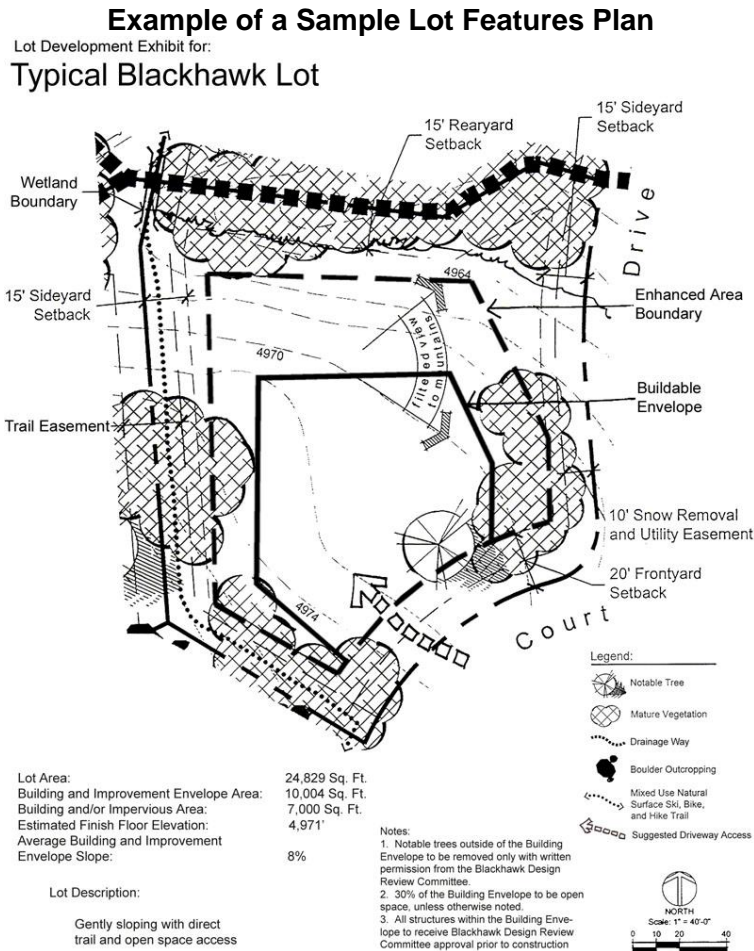 Example of a Sample Lot Features Plan
Lot Development Exhibit for:
Typical Blackhawk Lot
15' Rearyard
Setback
15' Sideyard
Setback
Wetland
Boundary
Drive
4964
15' Sideyard
Setback
Enhanced Area
Boundary
4970
filtered view
to mountains/
Buildable
Envelope
Trail Easement
10' Snow Removal
and Utility Easement
20' Frontyard
Setback
4974
Court
Legend:
Notable Tree
Mature Vegetation
Drainage Way
Boulder Outcropping
Mixed Use Natural
Surface Ski, Bike,
and Hike Trail
Suggested Driveway Access
Lot Area: 24,829 Sq. Ft.
Building and Improvement Envelope Area: 10,004 Sq. Ft.
Building and/or Impervious Area: 7,000 Sq. Ft.
Estimated Finish Floor Elevation: 4,971'
Average Building and Improvement
Envelope Slope: 8%
Lot Description:
Gently sloping with direct
trail and open space access
Notes:
1. Notable trees outside of the Building
Envelope to be removed only with written
permission from the Blackhawk Design
Review Committee.
2. 30% of the Building Envelope to be open
space, unless otherwise noted.
3. All structures within the Building Enve-
lope to receive Blackhawk Design Review
Committee approval prior to construction
NORTH
Scale: 1" = 40'-0"
0 10 20 40